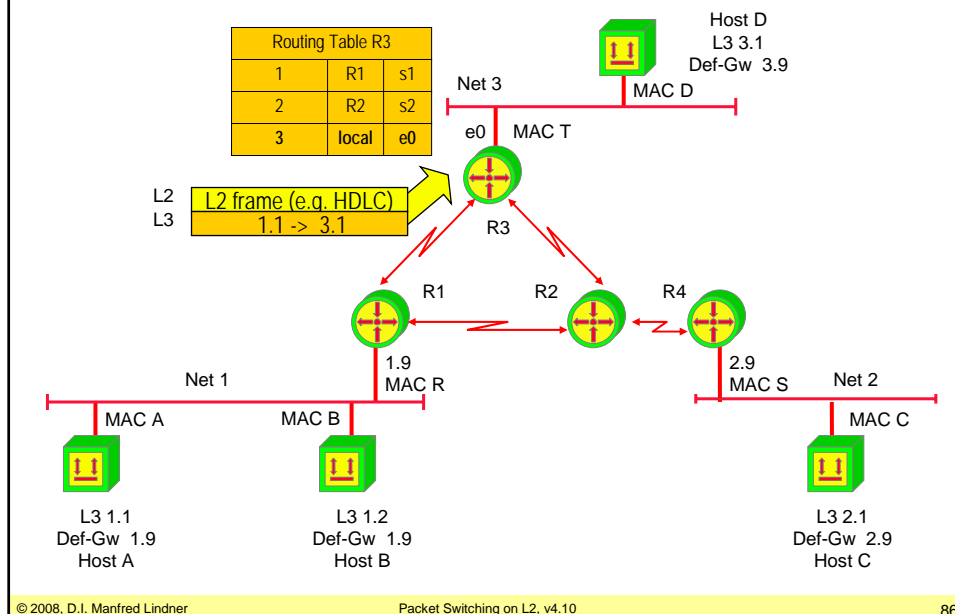 Routing Table R3
1 R1 s1
2 R2 s2
3 local e0
Host D
L3 3.1
Def-Gw 3.9
Net 3
MAC D
e0 MAC T
L2 L2 frame (e.g. HDLC)
L3 1.1 -> 3.1
R3
R1 R2 R4
1.9
MAC R
2.9
MAC S
Net 1
Net 2
MAC A
MAC B
MAC C
L3 1.1
Def-Gw 1.9
Host A
L3 1.2
Def-Gw 1.9
Host B
L3 2.1
Def-Gw 2.9
Host C
© 2008, D.I. Manfred Lindner
Packet Switching on L2, v4.10
86